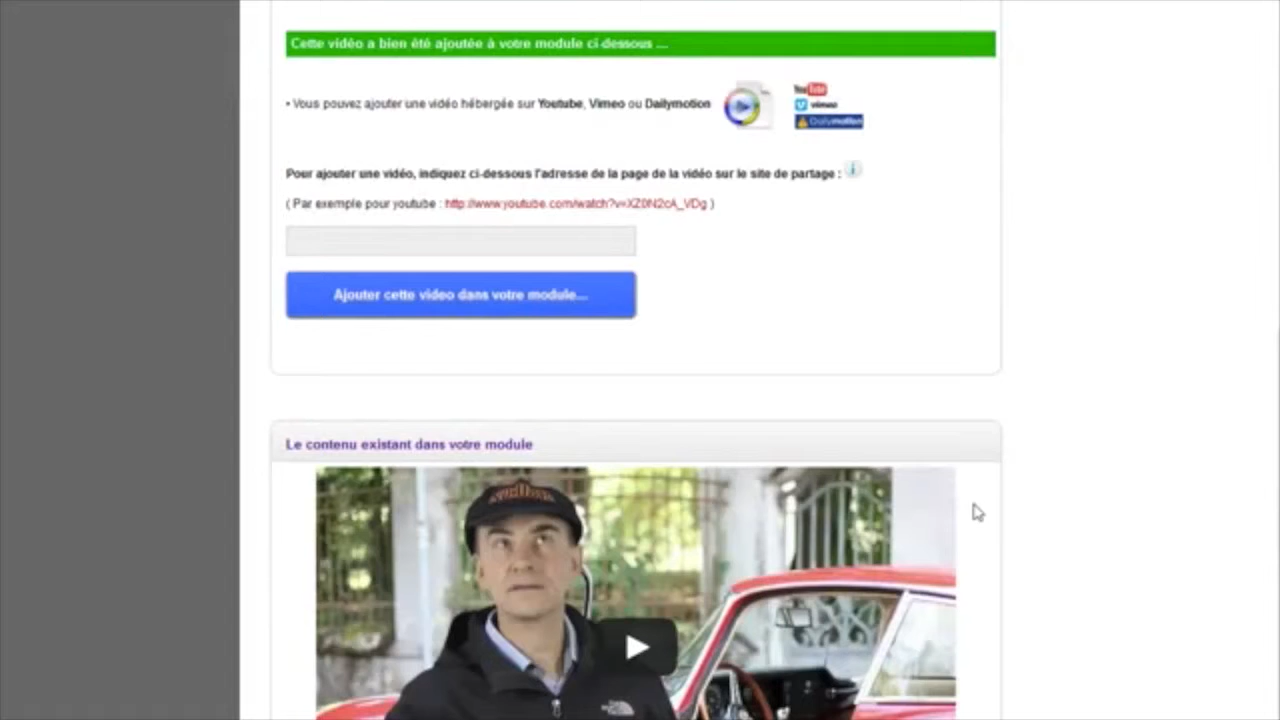 Cette vidéo a bien été ajoutée à votre module ci-dessous ...
• Vous pouvez ajouter une vidéo hébergée sur Youtube, Vimeo ou Dailymotion
YouTube
vimeo
Dailymotion
Pour ajouter une vidéo, indiquez ci-dessous l'adresse de la page de la vidéo sur le site de partage :
( Par exemple pour youtube : http://www.youtube.com/watch?v=XZ0N2cA_VDg )
Ajouter cette video dans votre module...
Le contenu existant dans votre module